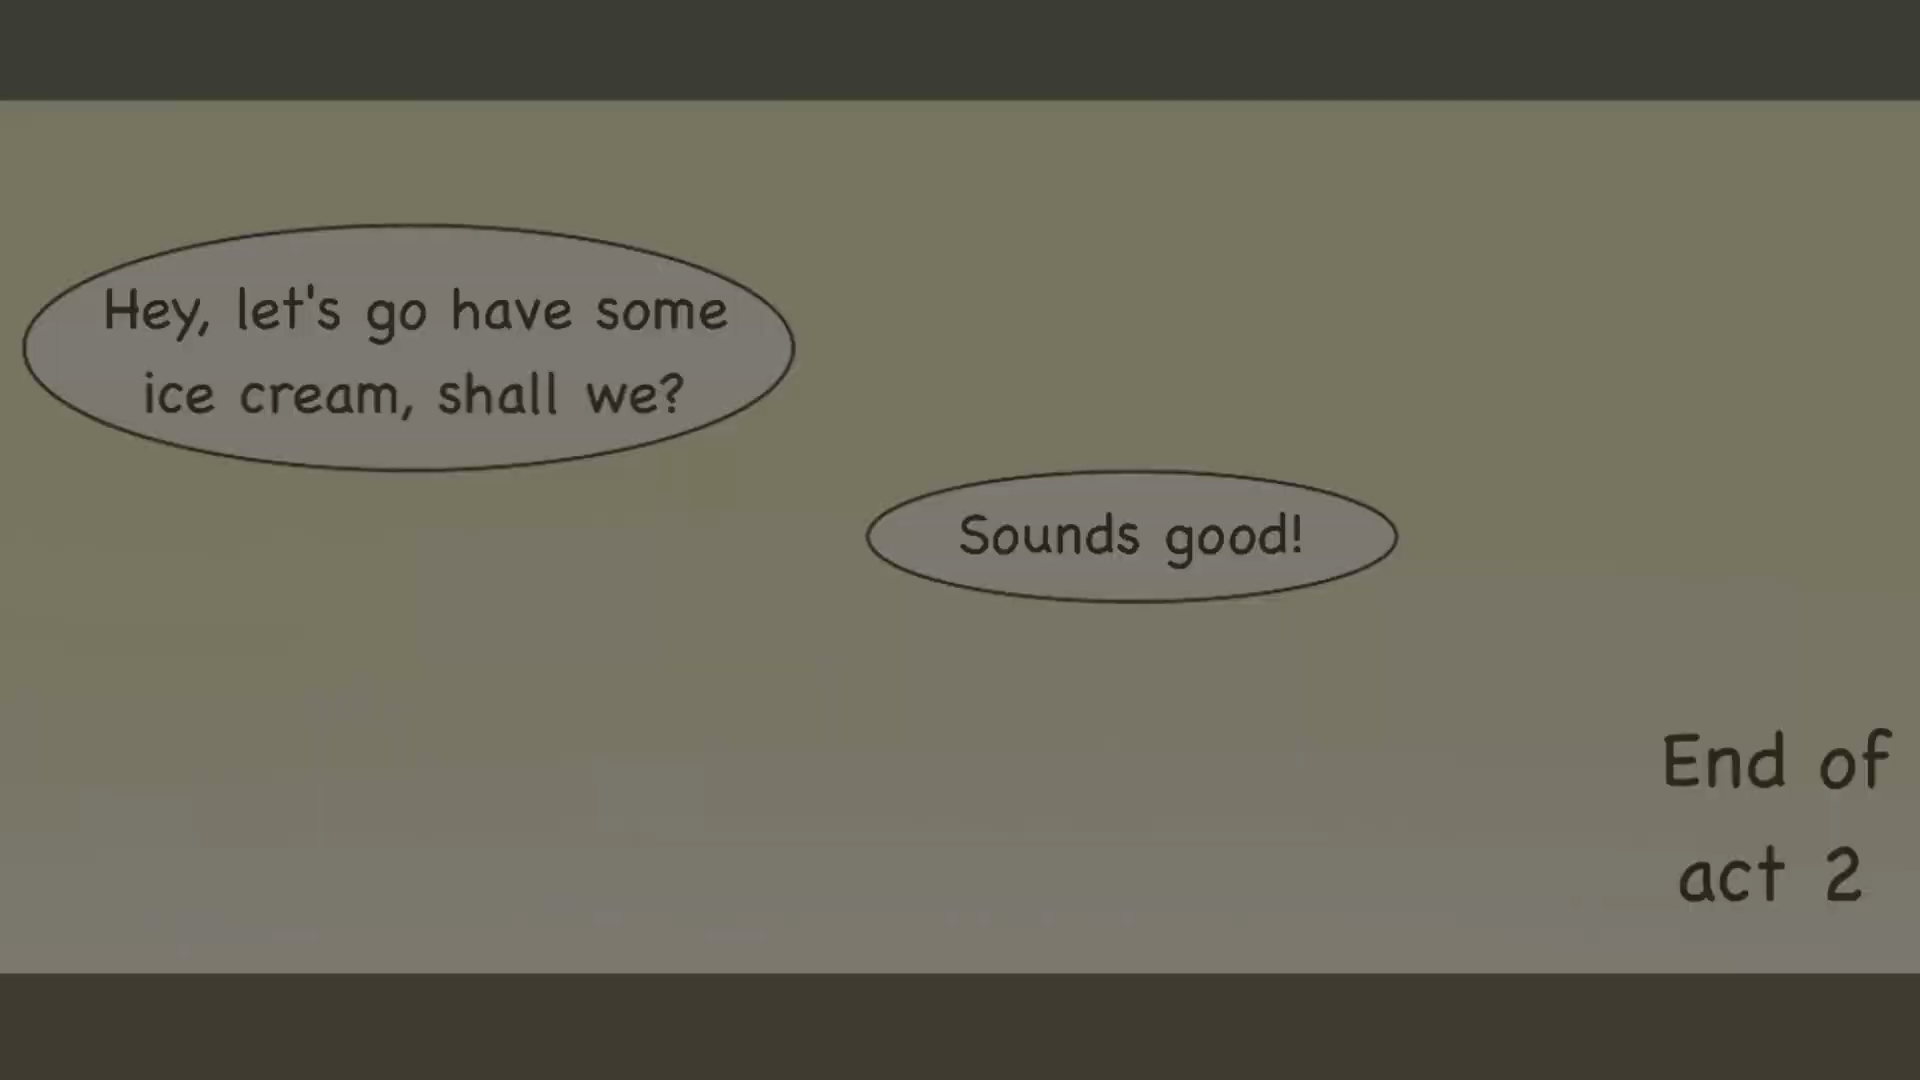 Hey, let's go have some
ice cream, shall we?
Sounds good!
End of
act 2